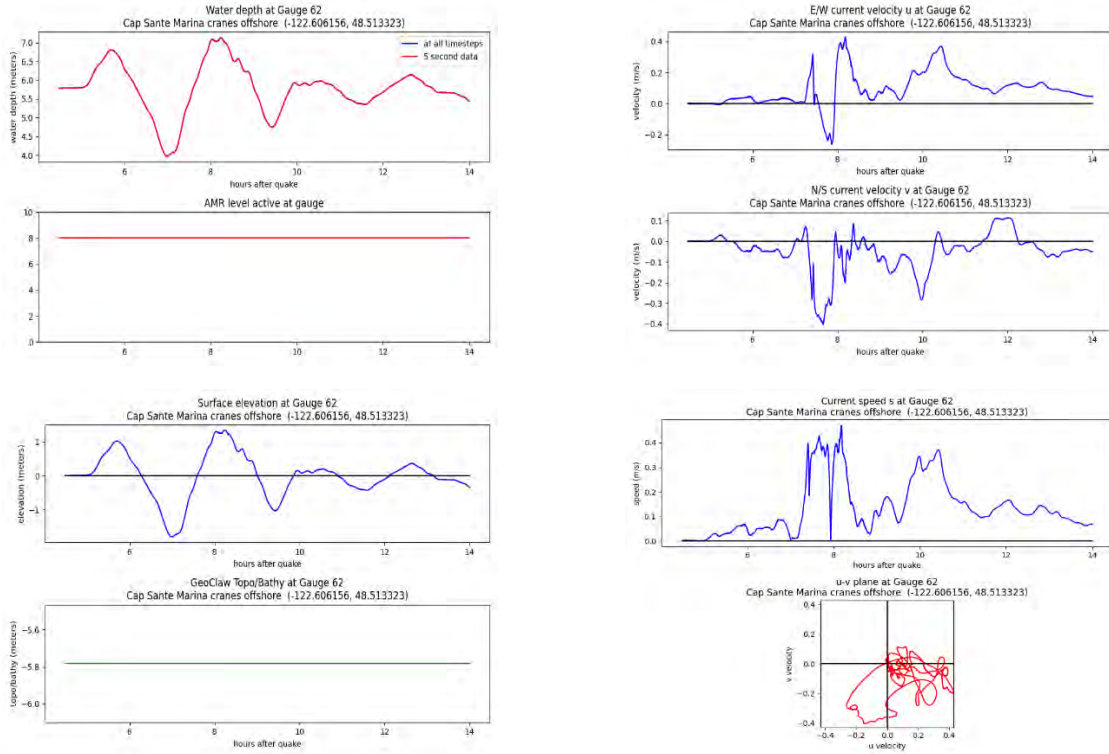 Water depth at Gauge 62
Cap Sante Marina cranes offshore (-122.606156, 48.513323)
water depth (meters)
7.0
6.5
6.0
5.5
5.0
4.5
4.0
at all timesteps
5 second data
6
8
10
12
14
hours after quake
AMR level active at gauge
10
8
6
4
2
0
6
8
10
12
14
hours after quake
Surface elevation at Gauge 62
Cap Sante Marina cranes offshore (-122.606156, 48.513323)
elevation (meters)
1
0
−1
6
8
10
12
14
hours after quake
GeoClaw Topo/Bathy at Gauge 62
Cap Sante Marina cranes offshore (-122.606156, 48.513323)
topo/bathy (meters)
−5.6
−5.8
−6.0
6
8
10
12
14
hours after quake
E/W current velocity u at Gauge 62
Cap Sante Marina cranes offshore (-122.606156, 48.513323)
velocity (m/s)
0.4
0.2
0.0
−0.2
6
8
10
12
14
hours after quake
N/S current velocity v at Gauge 62
Cap Sante Marina cranes offshore (-122.606156, 48.513323)
velocity (m/s)
0.1
0.0
−0.1
−0.2
−0.3
−0.4
6
8
10
12
14
hours after quake
Current speed s at Gauge 62
Cap Sante Marina cranes offshore (-122.606156, 48.513323)
speed (m/s)
0.4
0.3
0.2
0.1
0.0
6
8
10
12
14
hours after quake
u-v plane at Gauge 62
Cap Sante Marina cranes offshore (-122.606156, 48.513323)
v velocity
0.4
0.2
0.0
−0.2
−0.4
−0.4
−0.2
0.0
0.2
0.4
u velocity